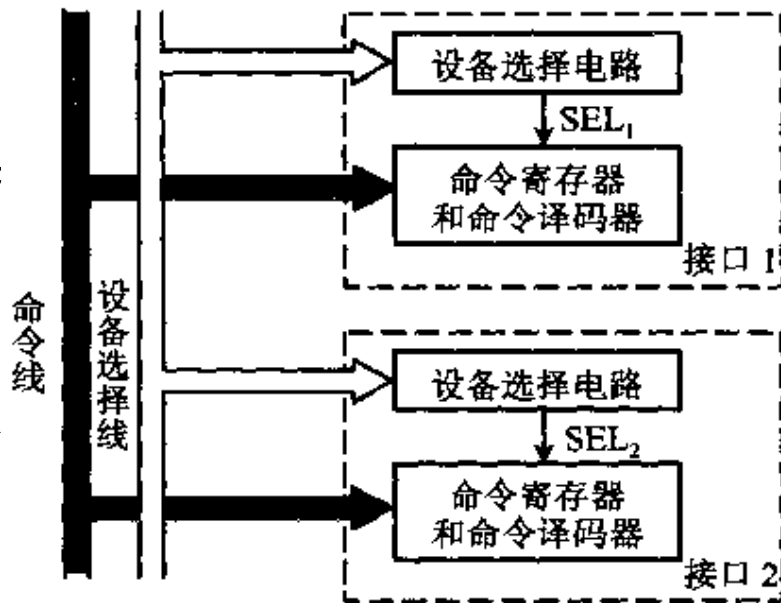 设备选择电路
SEL₁
命令寄存器
和命令译码器
接口 1
命令线
设备选择线
设备选择电路
SEL₂
命令寄存器
和命令译码器
接口 2